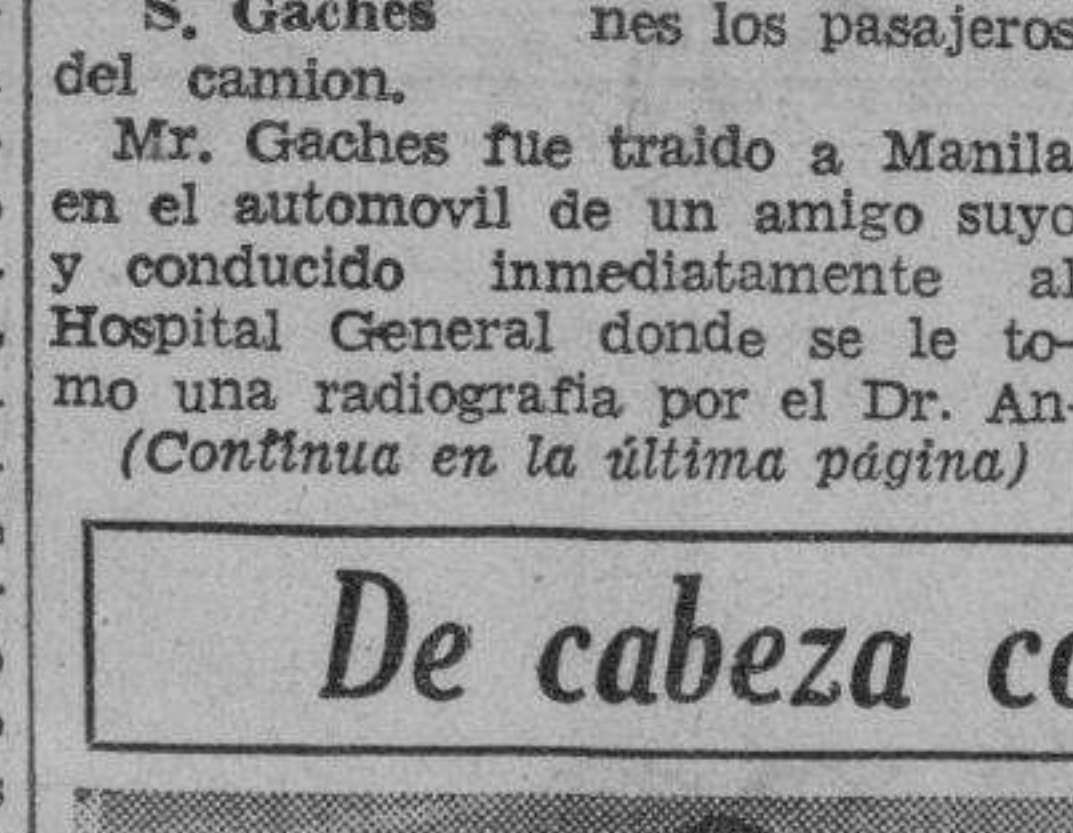 S. Gaches nes los pasajeros
del camion.
Mr. Gaches fue traido a Manila
en el automovil de un amigo suyo
y conducido inmediatamente al
Hospital General donde se le to-
mo una radiografia por el Dr. An-
(Continua en la última página)
De cabeza co